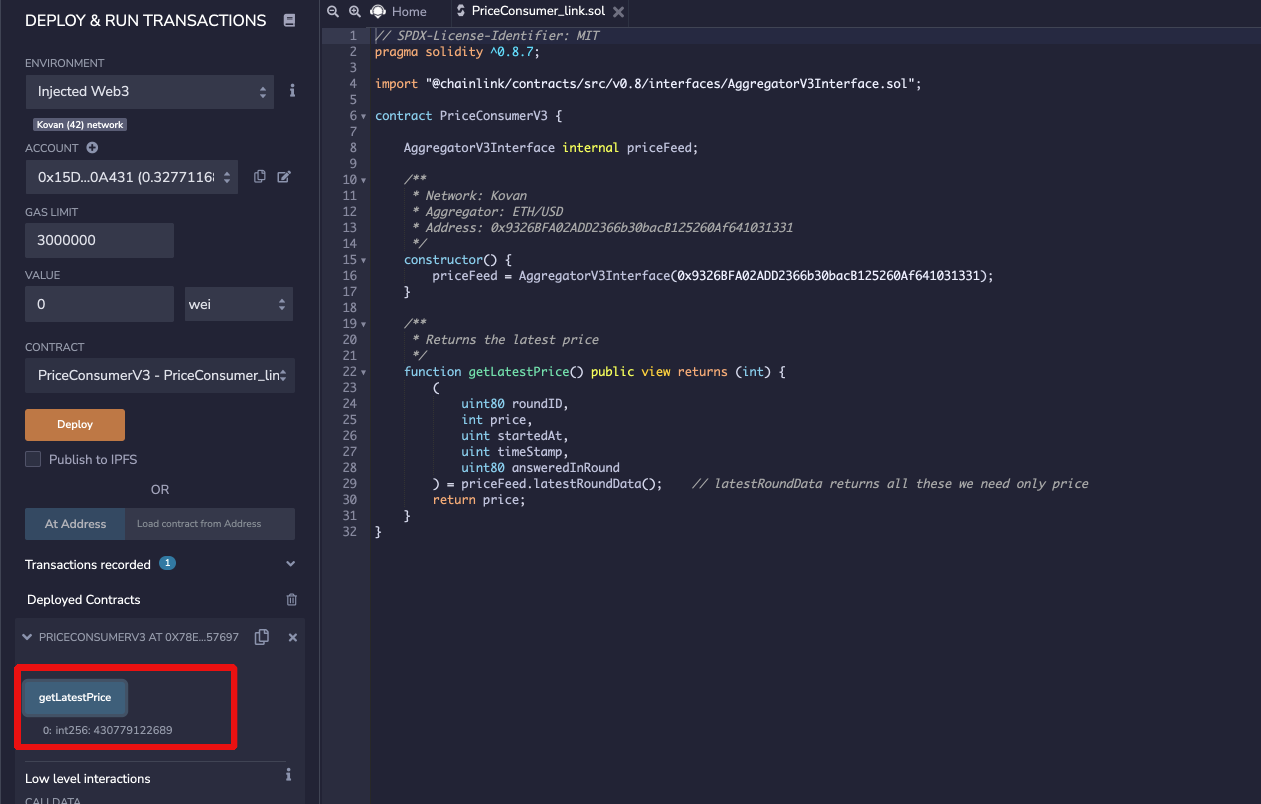 DEPLOY & RUN TRANSACTIONS
ENVIRONMENT
Injected Web3
Kovan (42) network
ACCOUNT
0x15D...0A431 (0.3277116
GAS LIMIT
3000000
VALUE
0
wei
CONTRACT
PriceConsumerV3 - PriceConsumer_lin
Deploy
Publish to IPFS
OR
At Address
Load contract from Address
Transactions recorded 1
Deployed Contracts
PRICECONSUMERV3 AT 0X78E...57697
getLatestPrice
0: int256: 430779122689
Low level interactions
CALLDATA
Home
PriceConsumer_link.sol
1 // SPDX-License-Identifier: MIT
2 pragma solidity ^0.8.7;
3
4 import "@chainlink/contracts/src/v0.8/interfaces/AggregatorV3Interface.sol";
5
6 contract PriceConsumerV3 {
7
8 AggregatorV3Interface internal priceFeed;
9
10 /**
11 * Network: Kovan
12 * Aggregator: ETH/USD
13 * Address: 0x9326BFA02ADD2366b30bacB125260Af641031331
14 */
15 constructor() {
16 priceFeed = AggregatorV3Interface(0x9326BFA02ADD2366b30bacB125260Af641031331);
17 }
18
19 /**
20 * Returns the latest price
21 */
22 function getLatestPrice() public view returns (int) {
23 (
24 uint80 roundID,
25 int price,
26 uint startedAt,
27 uint timeStamp,
28 uint80 answeredInRound
29 ) = priceFeed.latestRoundData(); // latestRoundData returns all these we need only price
30 return price;
31 }
32 }